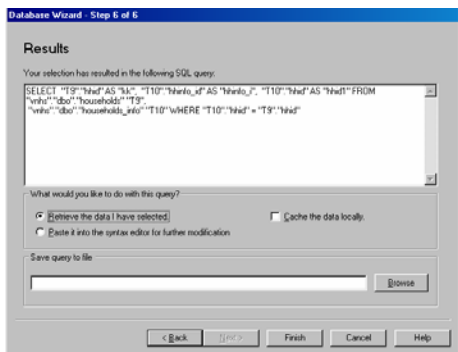 Database Wizard - Step 6 of 6
Results
Your selection has resulted in the following SQL query.
SELECT "T9"."hhid" AS "kk", "T10"."hhinfo_id" AS "hhinfo_i", "T10"."hhid" AS "hhid1" FROM
"vnhs"."dbo"."households" "T9",
"vnhs"."dbo"."households_info" "T10" WHERE "T10"."hhid" = "T9"."hhid"
What would you like to do with this query?
Retrieve the data I have selected.
Cache the data locally.
Paste it into the syntax editor for further modification
Save query to file
Browse
< Back
Next >
Finish
Cancel
Help